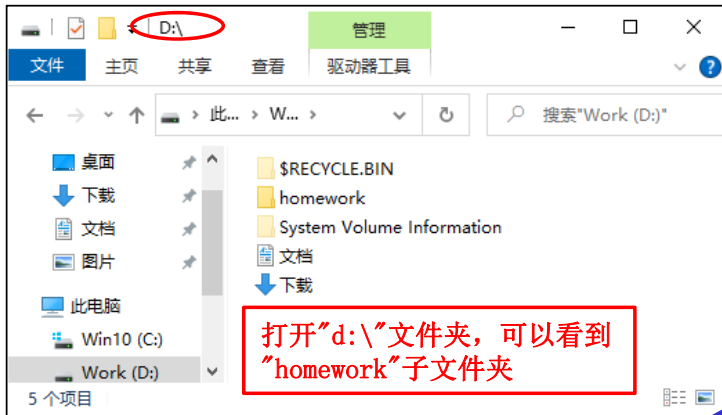 D:\
管理
文件 主页 共享 查看 驱动器工具
此... W... 搜索"Work (D:)"
桌面
下载
文档
图片
此电脑
Win10 (C:)
Work (D:)
$RECYCLE.BIN
homework
System Volume Information
文档
下载
打开"d:\"文件夹，可以看到
"homework"子文件夹
5 个项目